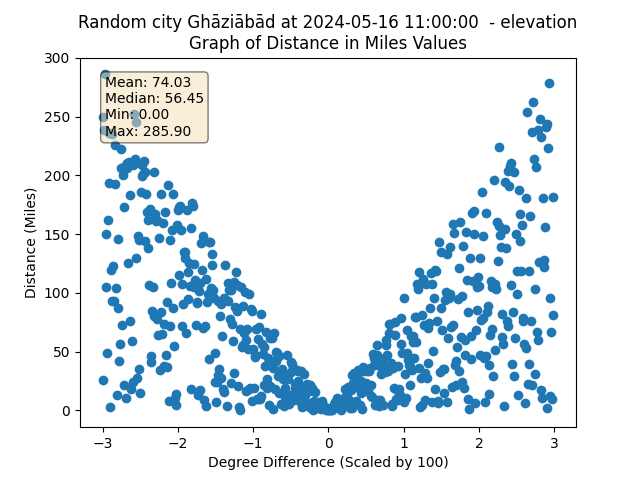 Random city Ghāziābād at 2024-05-16 11:00:00 - elevation
Graph of Distance in Miles Values
Mean: 74.03
Median: 56.45
Min: 0.00
Max: 285.90
Distance (Miles)
300
250
200
150
100
50
0
−3 −2 −1 0 1 2 3
Degree Difference (Scaled by 100)